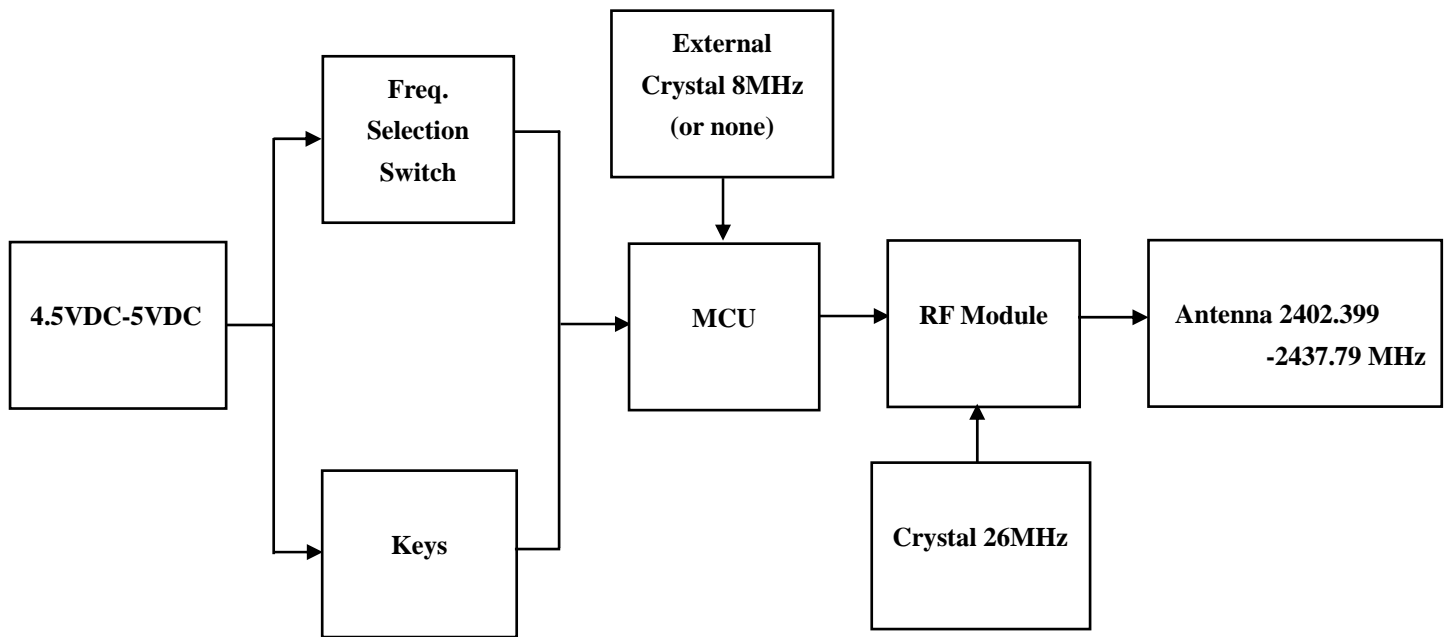 External
Crystal 8MHz
(or none)
Freq.
Selection
Switch
4.5VDC-5VDC
MCU
RF Module
Antenna 2402.399
-2437.79 MHz
Keys
Crystal 26MHz